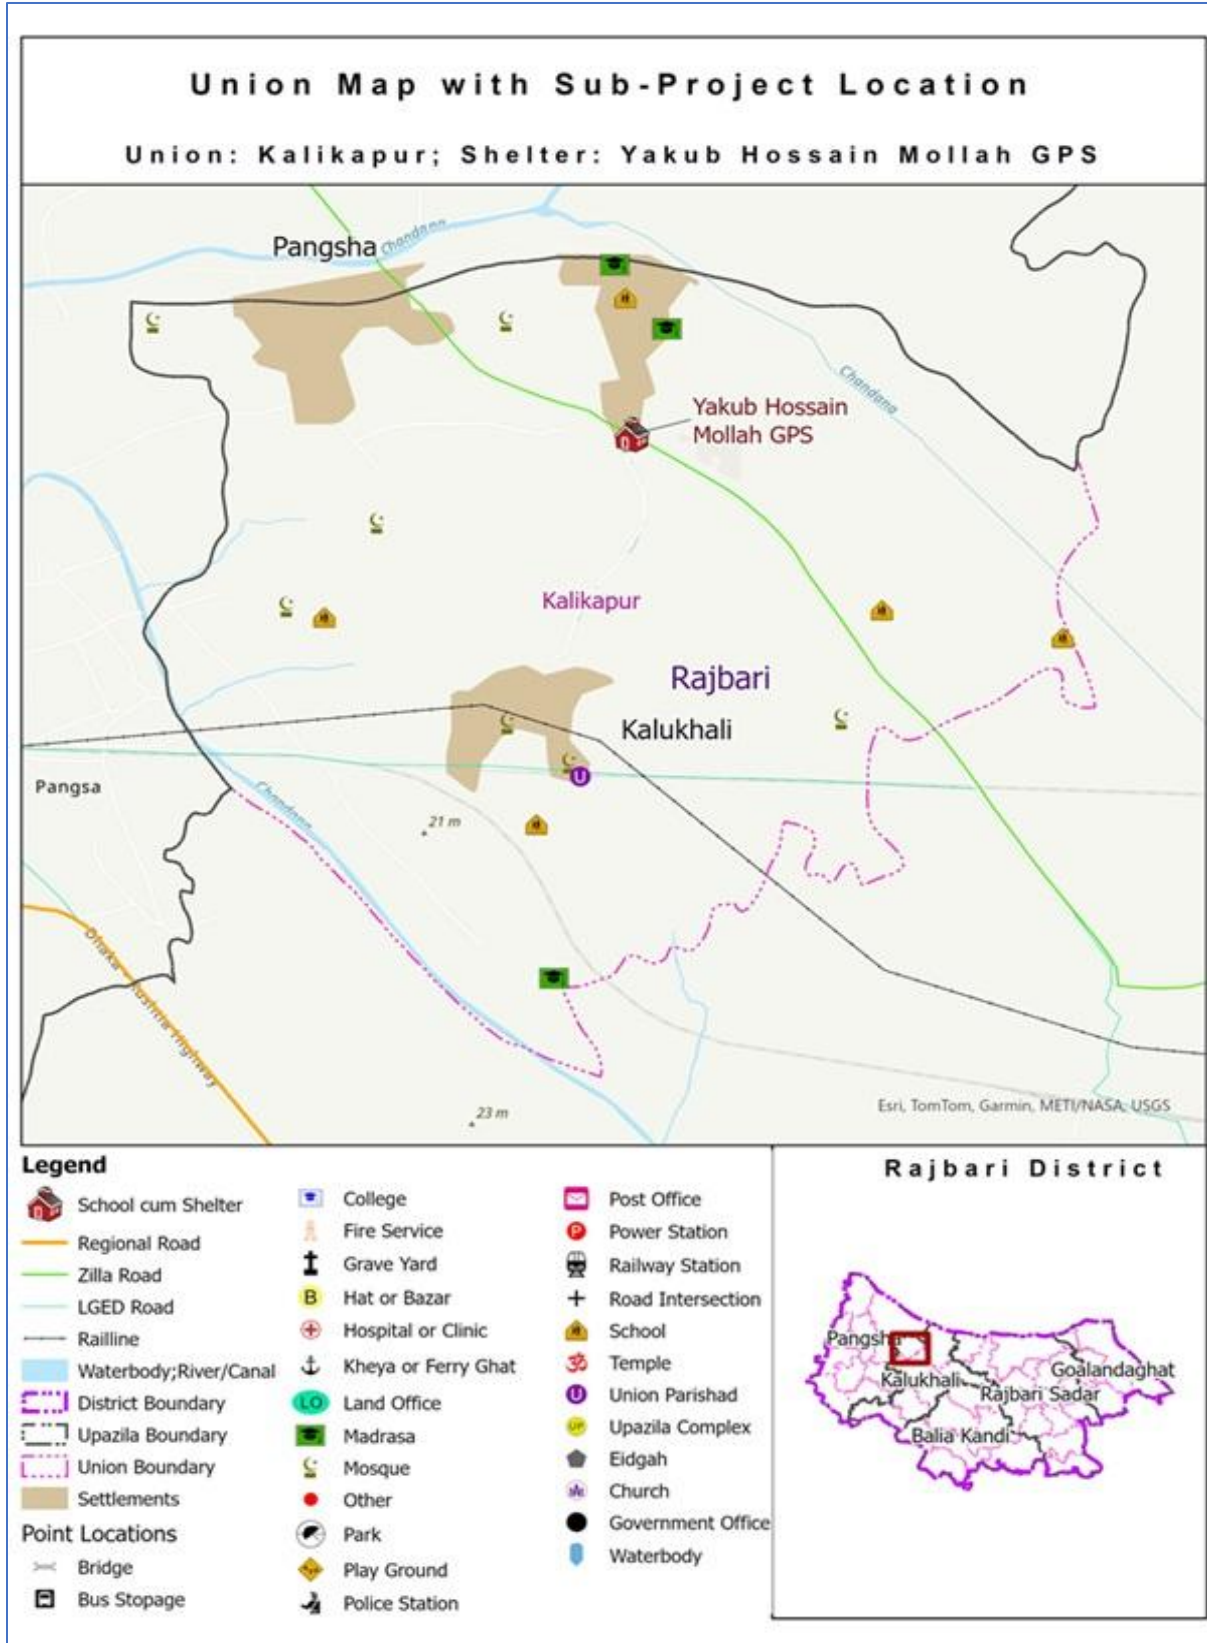 Union Map with Sub-Project Location
Union: Kalikapur; Shelter: Yakub Hossain Mollah GPS
Pangsha
Chandana
Chandana
Yakub Hossain
Mollah GPS
Kalikapur
Rajbari
Kalukhali
Pangsa
Chandana
21 m
U
Dhaka - Kushtia Highway
23 m
Esri, TomTom, Garmin, METI/NASA, USGS
Legend
School cum Shelter
Regional Road
Zilla Road
LGED Road
Railline
Waterbody;River/Canal
District Boundary
Upazila Boundary
Union Boundary
Settlements
Point Locations
Bridge
Bus Stopage
College
Fire Service
Grave Yard
B Hat or Bazar
Hospital or Clinic
Kheya or Ferry Ghat
LO Land Office
Madrasa
Mosque
Other
Park
Play Ground
Police Station
Post Office
P Power Station
Railway Station
Road Intersection
School
Temple
U Union Parishad
UP Upazila Complex
Eidgah
Church
Government Office
Waterbody
Rajbari District
Pangsha
Goalandaghat
Kalukhali
Rajbari Sadar
Balia Kandi